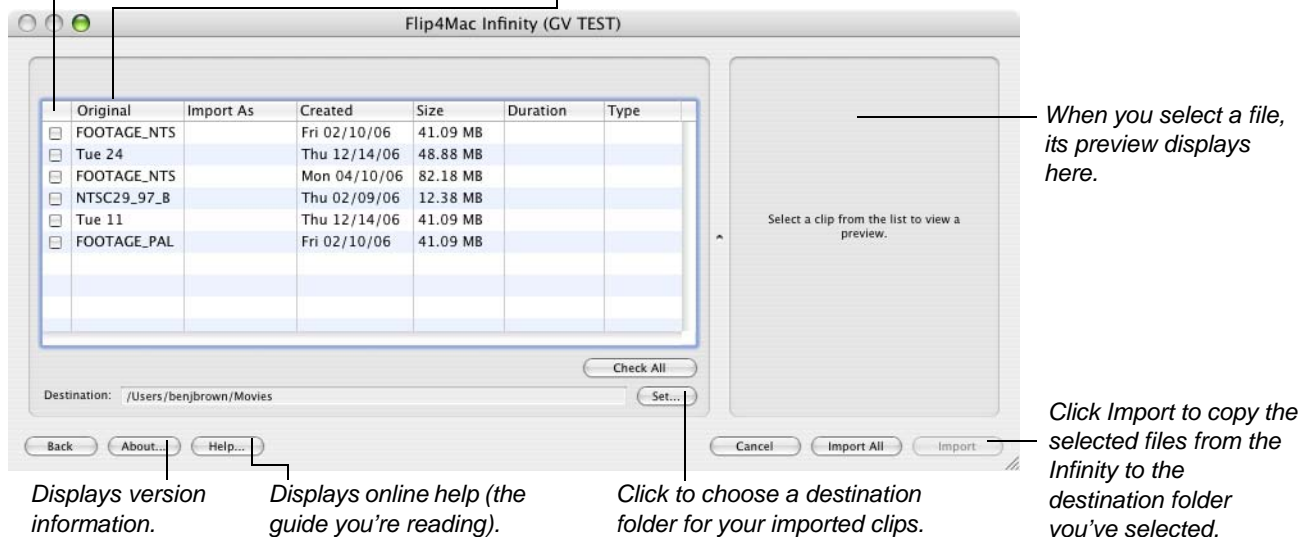 Flip4Mac Infinity (GV TEST)
Original Import As Created Size Duration Type
FOOTAGE_NTS Fri 02/10/06 41.09 MB
Tue 24 Thu 12/14/06 48.88 MB
FOOTAGE_NTS Mon 04/10/06 82.18 MB
NTSC29_97_B Thu 02/09/06 12.38 MB
Tue 11 Thu 12/14/06 41.09 MB
FOOTAGE_PAL Fri 02/10/06 41.09 MB
Check All
Destination: /Users/benjbrown/Movies
Set...
Select a clip from the list to view a
preview.
When you select a file,
its preview displays
here.
Back About... Help... Cancel Import All Import
Displays version
information.
Displays online help (the
guide you’re reading).
Click to choose a destination
folder for your imported clips.
Click Import to copy the
selected files from the
Infinity to the
destination folder
you’ve selected.